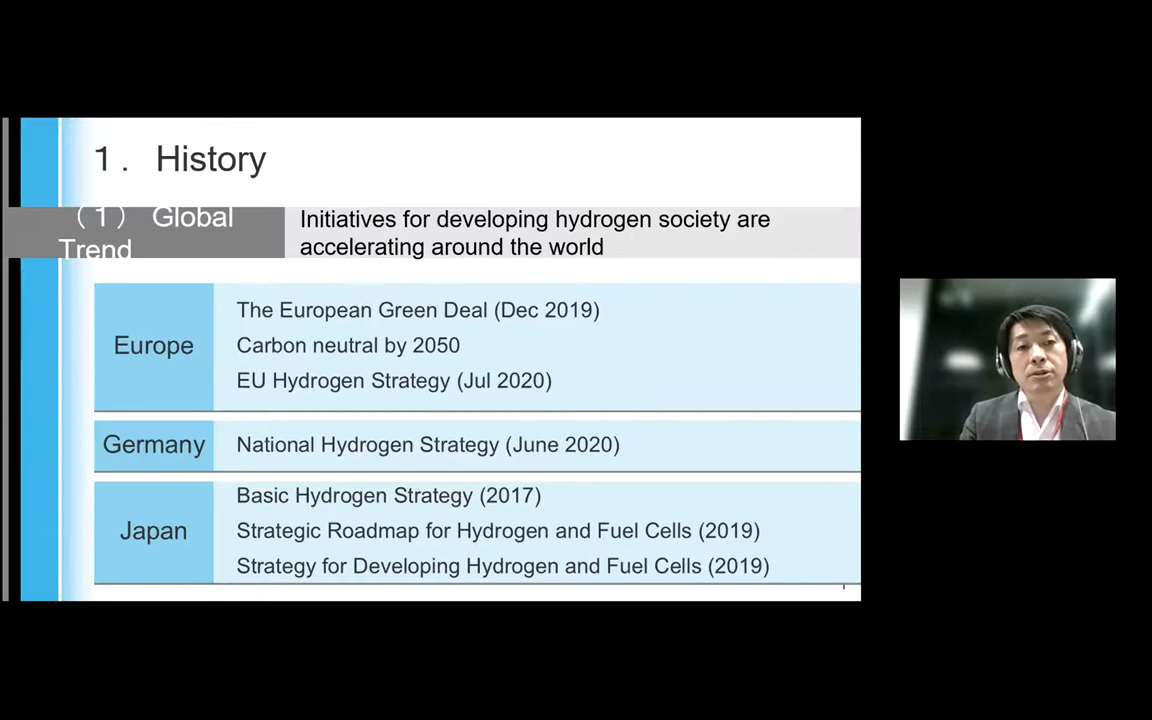 １． History
（１） Global
Trend
Initiatives for developing hydrogen society are
accelerating around the world
Europe
The European Green Deal (Dec 2019)
Carbon neutral by 2050
EU Hydrogen Strategy (Jul 2020)
Germany
National Hydrogen Strategy (June 2020)
Japan
Basic Hydrogen Strategy (2017)
Strategic Roadmap for Hydrogen and Fuel Cells (2019)
Strategy for Developing Hydrogen and Fuel Cells (2019)